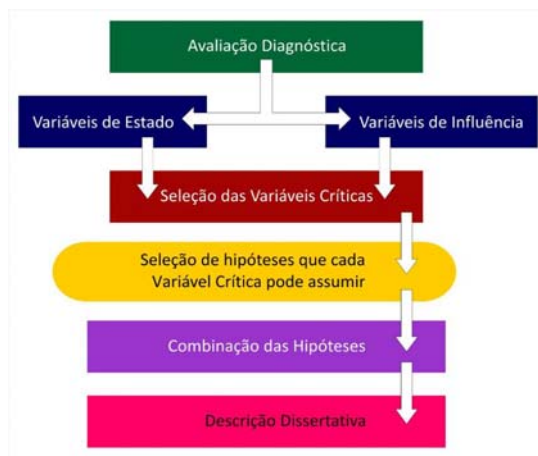 Avaliação Diagnóstica
Variáveis de Estado
Variáveis de Influência
Seleção das Variáveis Críticas
Seleção de hipóteses que cada
Variável Crítica pode assumir
Combinação das Hipóteses
Descrição Dissertativa